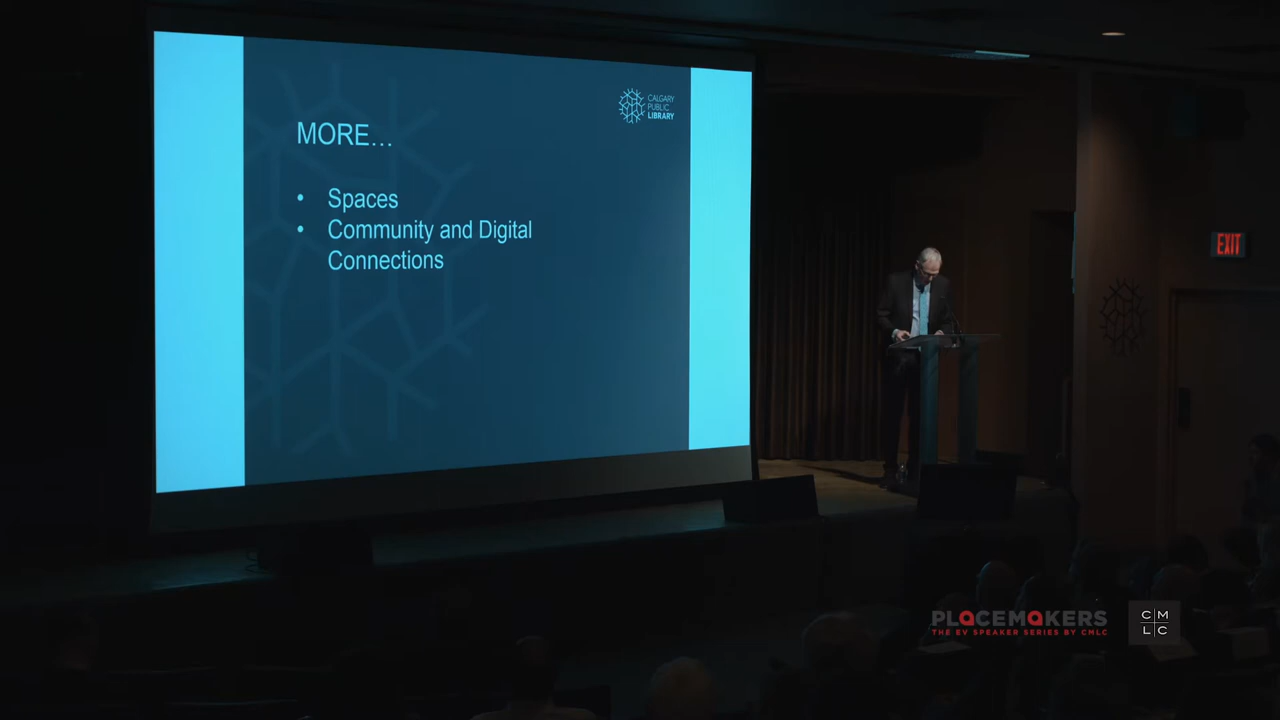 MORE...
• Spaces
• Community and Digital
Connections
CALGARY
PUBLIC
LIBRARY
EXIT
PLACEMAKERS
THE EV SPEAKER SERIES BY CMLC
CM
LC